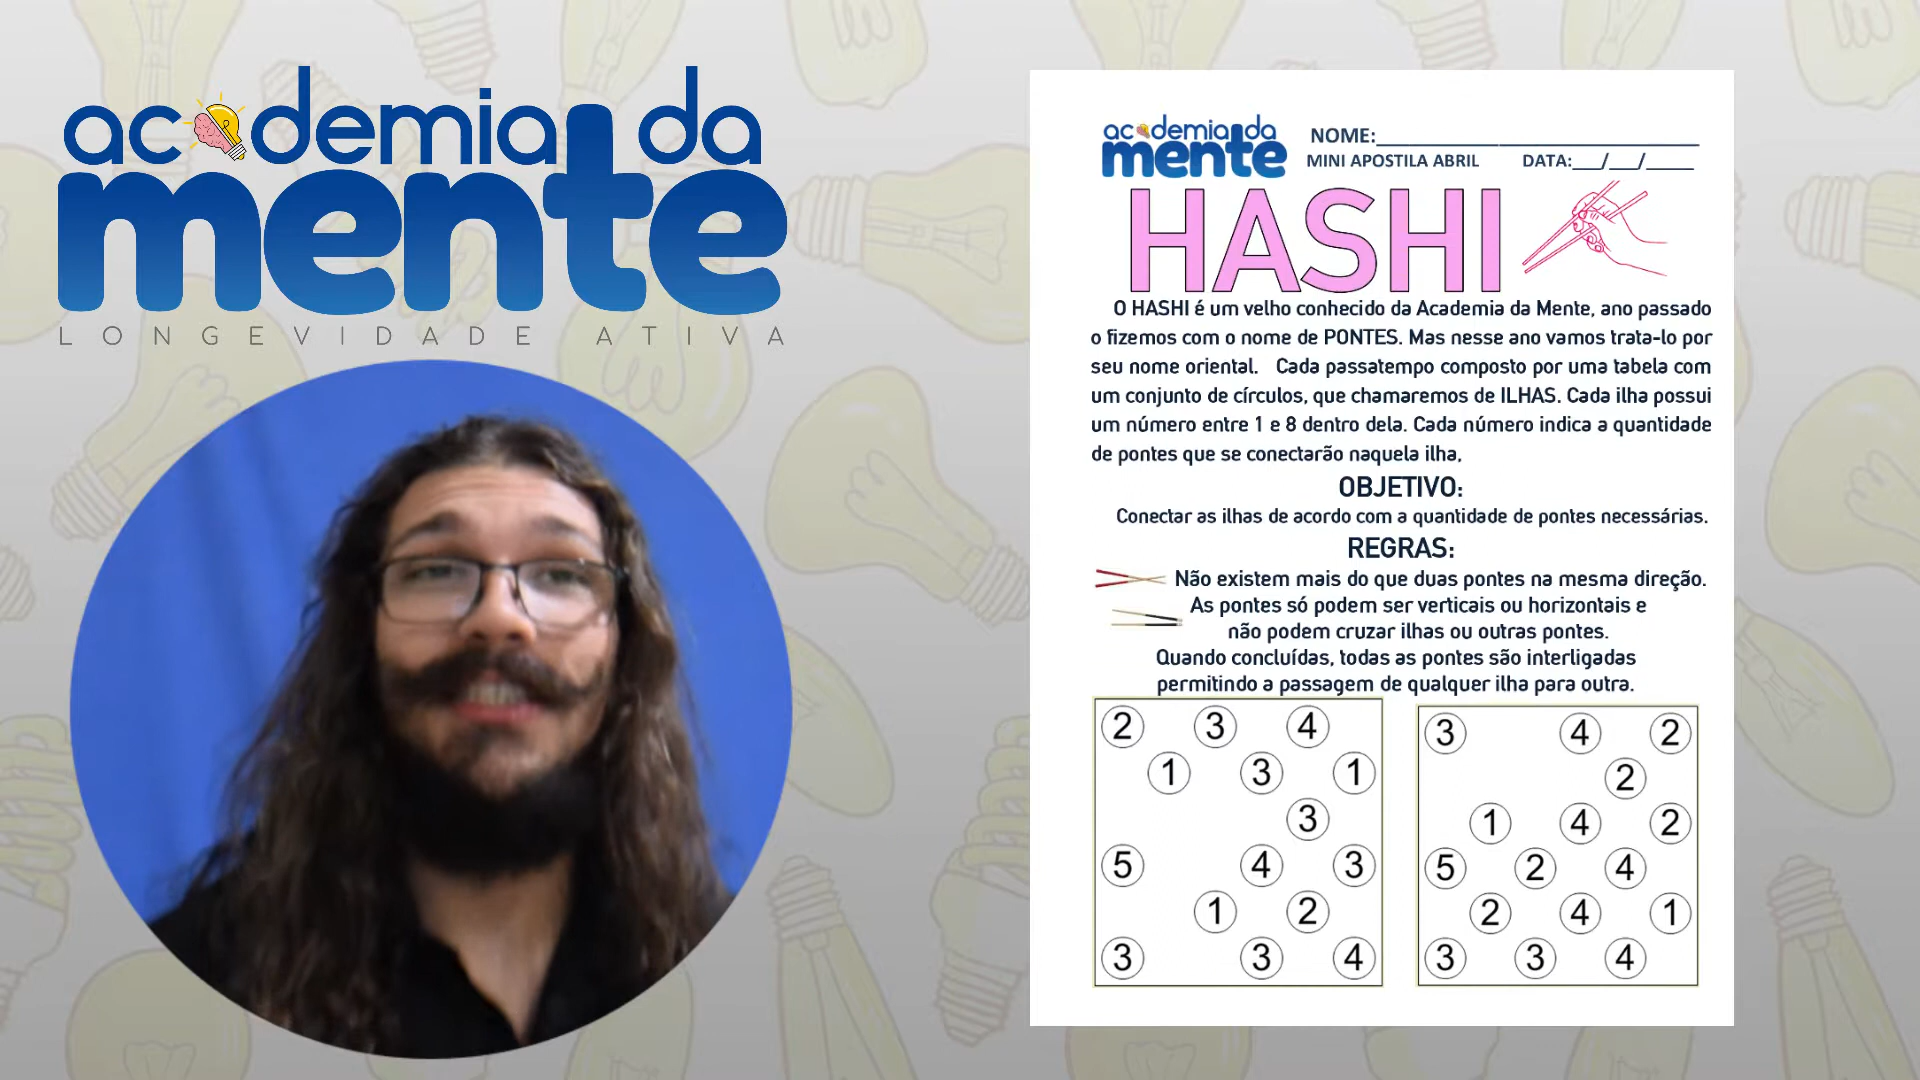 academia da
mente
LONGEVIDADE ATIVA
academia da
mente
NOME:______________________________
MINI APOSTILA ABRIL DATA:___/___/_____
HASHI
O HASHI é um velho conhecido da Academia da Mente, ano passado
o fizemos com o nome de PONTES. Mas nesse ano vamos trata-lo por
seu nome oriental. Cada passatempo composto por uma tabela com
um conjunto de círculos, que chamaremos de ILHAS. Cada ilha possui
um número entre 1 e 8 dentro dela. Cada número indica a quantidade
de pontes que se conectarão naquela ilha,
OBJETIVO:
Conectar as ilhas de acordo com a quantidade de pontes necessárias.
REGRAS:
Não existem mais do que duas pontes na mesma direção.
As pontes só podem ser verticais ou horizontais e
não podem cruzar ilhas ou outras pontes.
Quando concluídas, todas as pontes são interligadas
permitindo a passagem de qualquer ilha para outra.
2 3 4
1 3 1
3
5 4 3
1 2
3 3 4
3 4 2
2
1 4 2
5 2 4
2 4 1
3 3 4